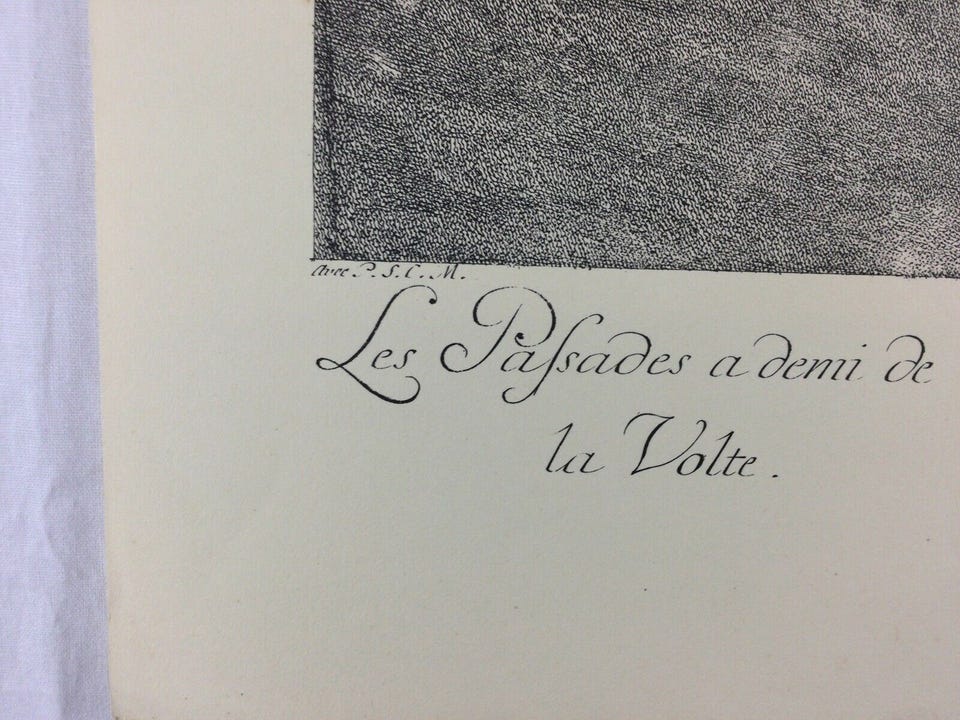 avec P. S. C. M.
Les Paſsades a demi de
la Volte .